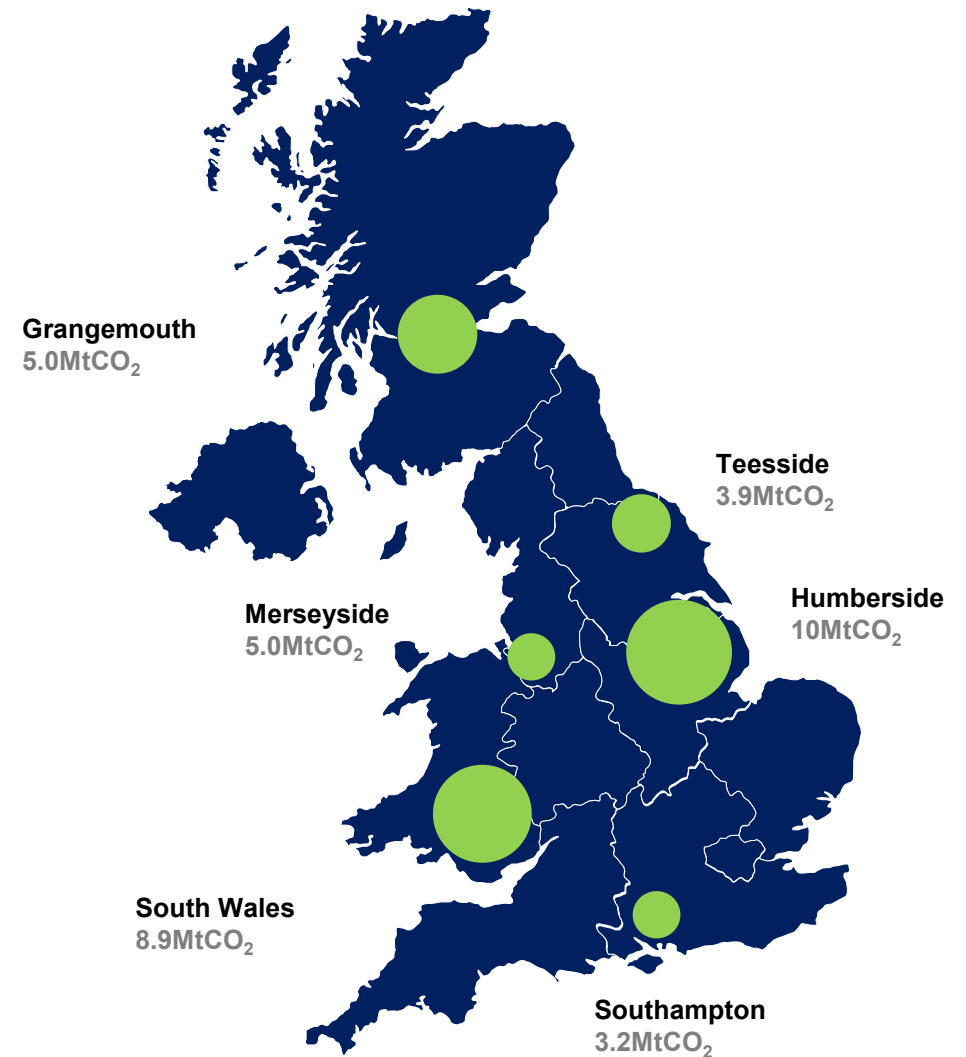 Grangemouth
5.0MtCO₂
Teesside
3.9MtCO₂
Humberside
10MtCO₂
Merseyside
5.0MtCO₂
South Wales
8.9MtCO₂
Southampton
3.2MtCO₂